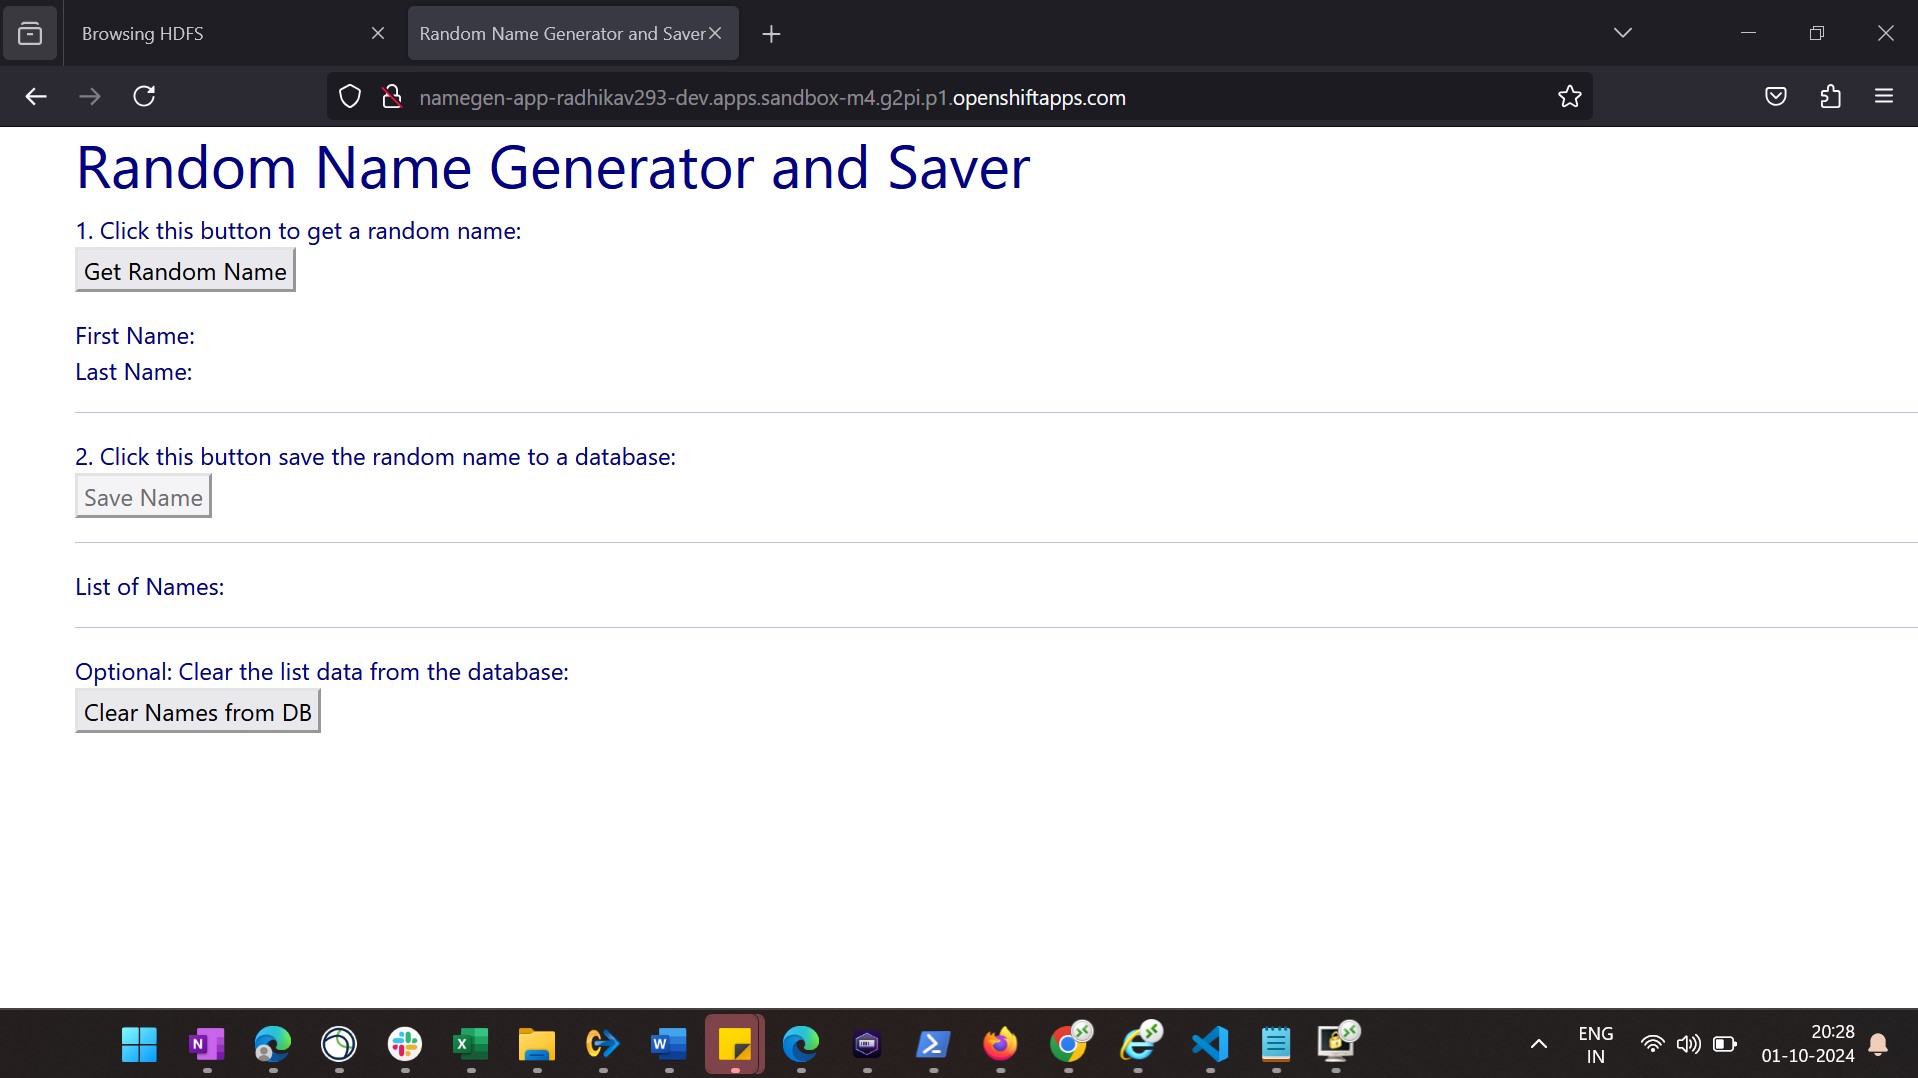 Browsing HDFS
Random Name Generator and Saver
namegen-app-radhikav293-dev.apps.sandbox-m4.g2pi.p1.openshiftapps.com
Random Name Generator and Saver
1. Click this button to get a random name:
Get Random Name
First Name:
Last Name:
2. Click this button save the random name to a database:
Save Name
List of Names:
Optional: Clear the list data from the database:
Clear Names from DB
ENG
IN
20:28
01-10-2024